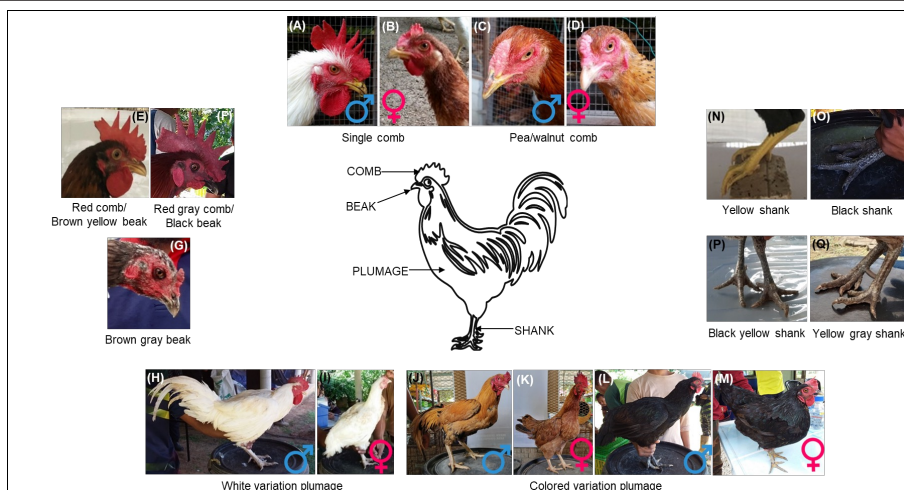 (A)
(B)
(C)
(D)
Single comb
Pea/walnut comb
(E)
(F)
Red comb/
Brown yellow beak
Red gray comb/
Black beak
(G)
Brown gray beak
COMB
BEAK
PLUMAGE
SHANK
(N)
(O)
Yellow shank
Black shank
(P)
(Q)
Black yellow shank
Yellow gray shank
(H)
(I)
(J)
(K)
(L)
(M)
White variation plumage
Colored variation plumage